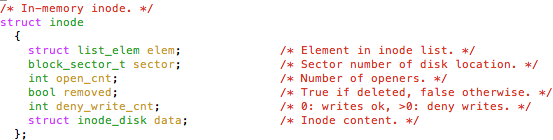 /* In-memory inode. */
struct inode
  {
    struct list_elem elem;              /* Element in inode list. */
    block_sector_t sector;              /* Sector number of disk location. */
    int open_cnt;                       /* Number of openers. */
    bool removed;                       /* True if deleted, false otherwise. */
    int deny_write_cnt;                 /* 0: writes ok, >0: deny writes. */
    struct inode_disk data;             /* Inode content. */
  };